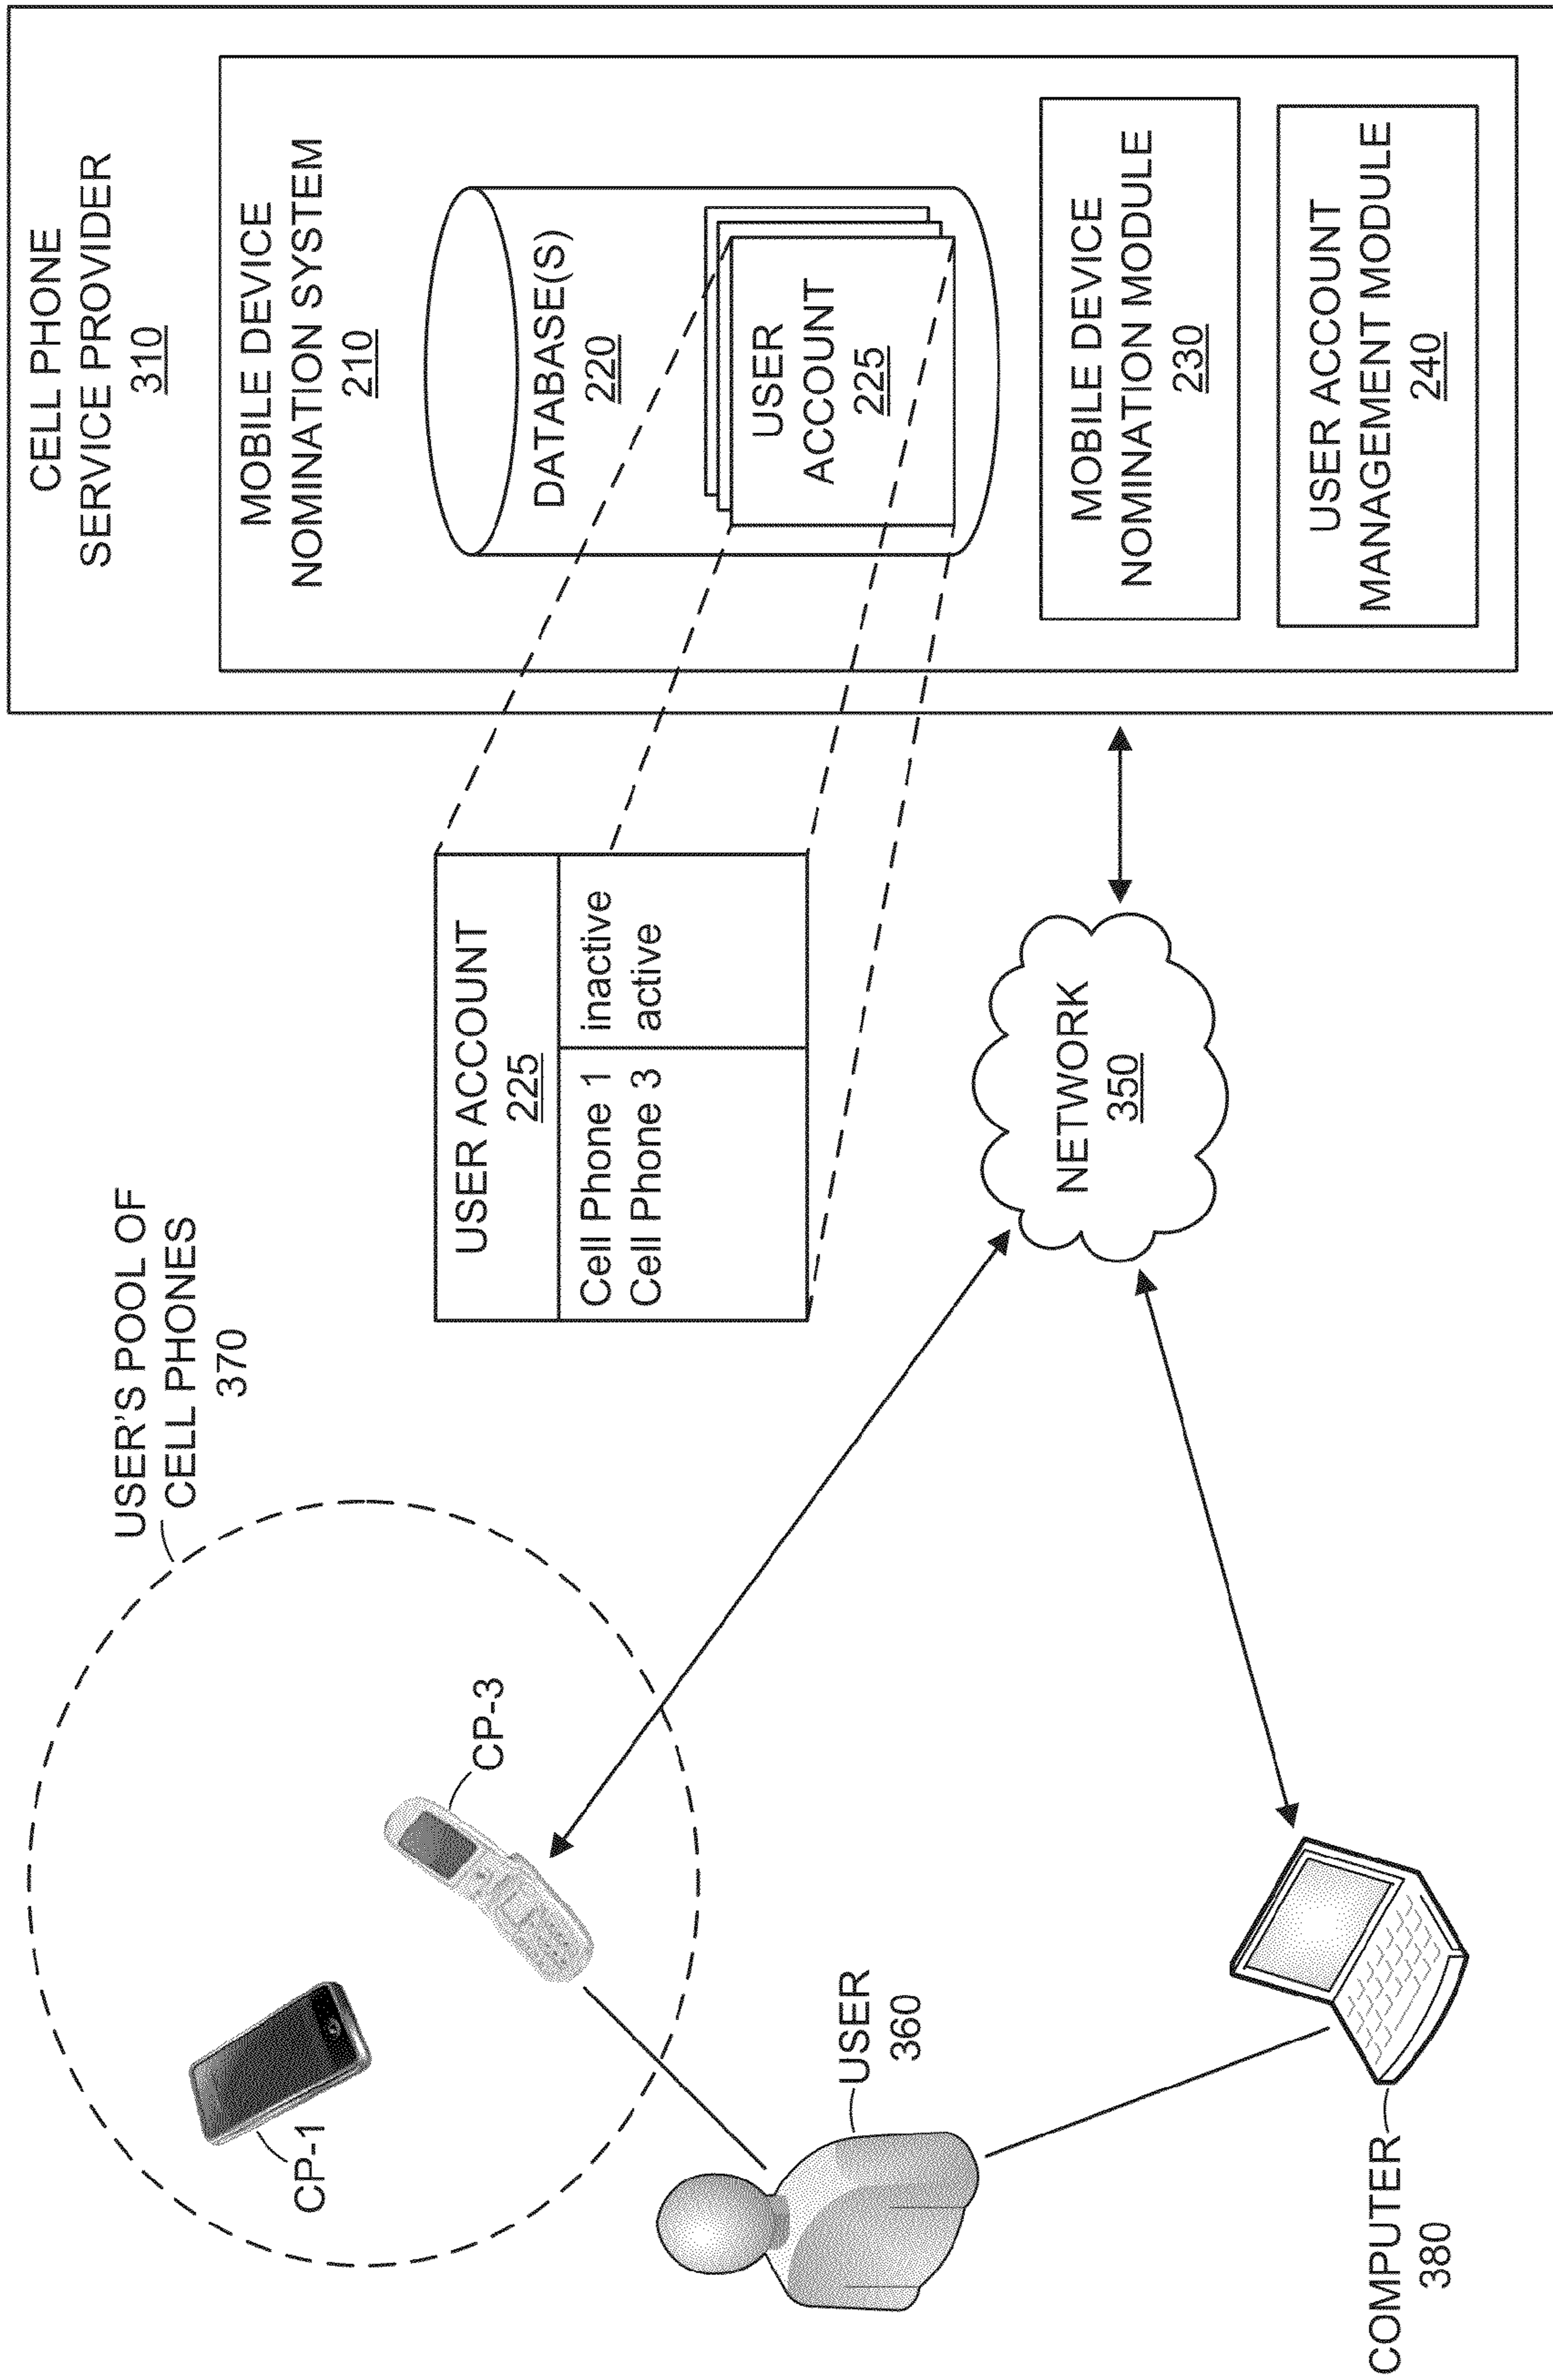 USER'S POOL OF
CELL PHONES
370
CP-1
CP-3
USER
360
COMPUTER
380
USER ACCOUNT
225
Cell Phone 1 inactive
Cell Phone 3 active
NETWORK
350
CELL PHONE
SERVICE PROVIDER
310
MOBILE DEVICE
NOMINATION SYSTEM
210
DATABASE(S)
220
USER
ACCOUNT
225
MOBILE DEVICE
NOMINATION MODULE
230
USER ACCOUNT
MANAGEMENT MODULE
240